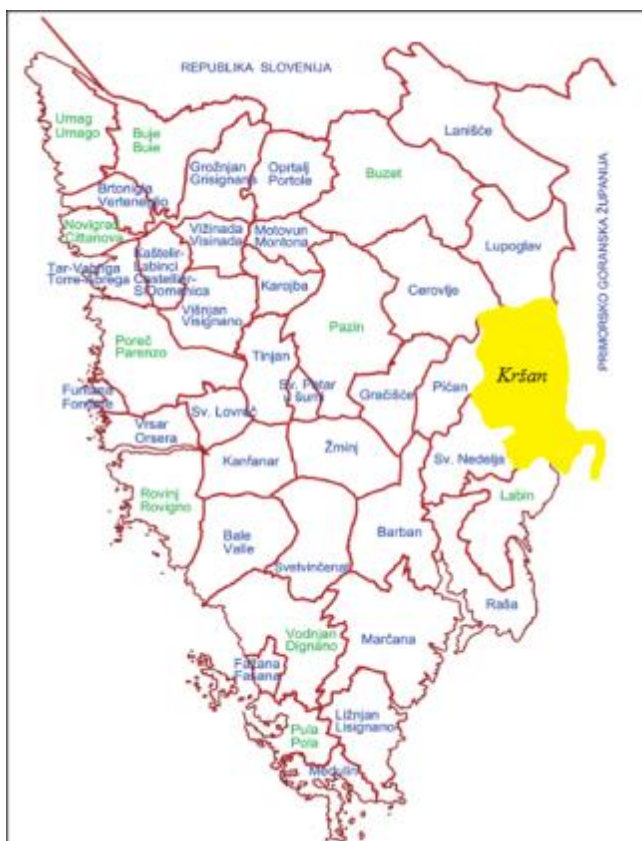 REPUBLIKA SLOVENIJA
Umag
Umago
Buje
Buie
Lanišće
Grožnjan
Grisignana
Oprtalj
Portole
Buzet
PRIMORSKO GORANSKA ŽUPANIJA
Brtonigla
Verteneglio
Novigrad
Cittanova
Vižinada
Visinada
Motovun
Montona
Lupoglav
Kaštelir-
Labinci
Castellier-
S.Domenica
Tar-Vabriga
Torre-Abrega
Karojba
Cerovlje
Višnjan
Visignano
Pazin
Poreč
Parenzo
Tinjan
Sv. Petar
u šumi
Gračišće
Pićan
Kršan
Funtana
Fontane
Vrsar
Orsera
Sv. Lovreč
Kanfanar
Žminj
Sv. Nedelja
Rovinj
Rovigno
Labin
Bale
Valle
Barban
Svetvinčenat
Raša
Vodnjan
Dignano
Marčana
Fažana
Fasana
Ližnjan
Lisignano
Pula
Pola
Medulin